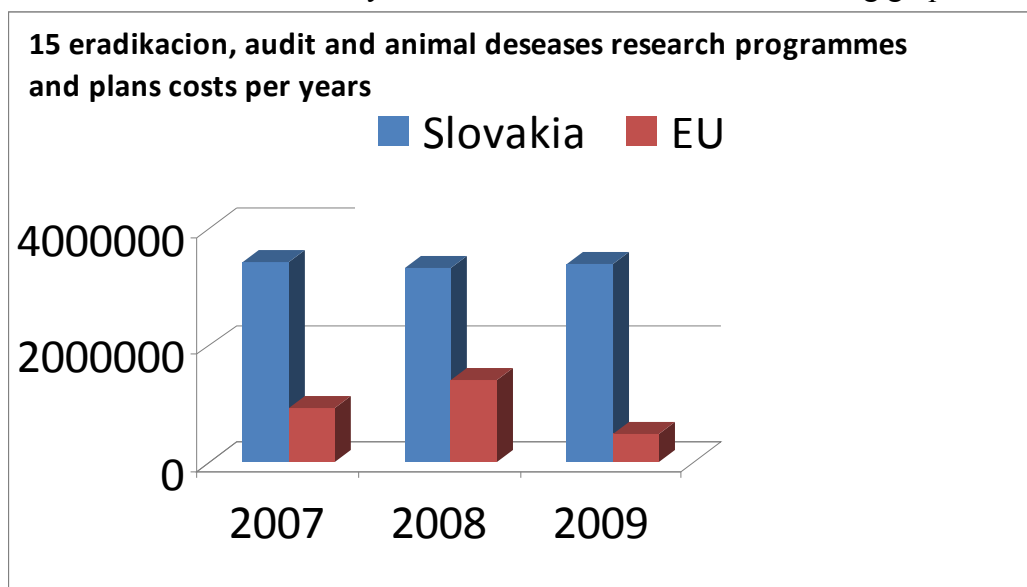 15 eradikacion, audit and animal deseases research programmes
and plans costs per years
Slovakia EU
4000000
2000000
0
2007 2008 2009